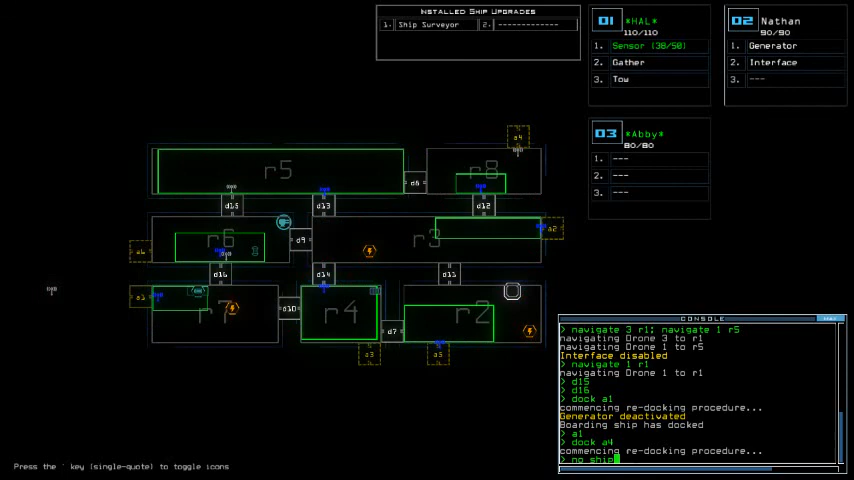 INSTALLED SHIP UPGRADES
1. Ship Surveyor 2. -------------
01 *HAL*
110/110
1. Sensor (38/50)
2. Gather
3. Tow
02 Nathan
90/90
1. Generator
2. Interface
3. ---
03 *Abby*
80/80
1. ---
2. ---
3. ---
a4
r5
r8
d8
d15
d13
d12
r6
d9
r3
a2
a6
d16
d14
d11
a1
r7
d10
r4
r2
d7
a3
a5
CONSOLE
> navigate 3 r1; navigate 1 r5
navigating Drone 3 to r1
navigating Drone 1 to r5
Interface disabled
> navigate 1 r1
navigating Drone 1 to r1
> d15
> d16
> dock a1
commencing re-docking procedure...
Generator deactivated
Boarding ship has docked
> a1
> dock a4
commencing re-docking procedure...
> no ship
Press the ' key (single-quote) to toggle icons